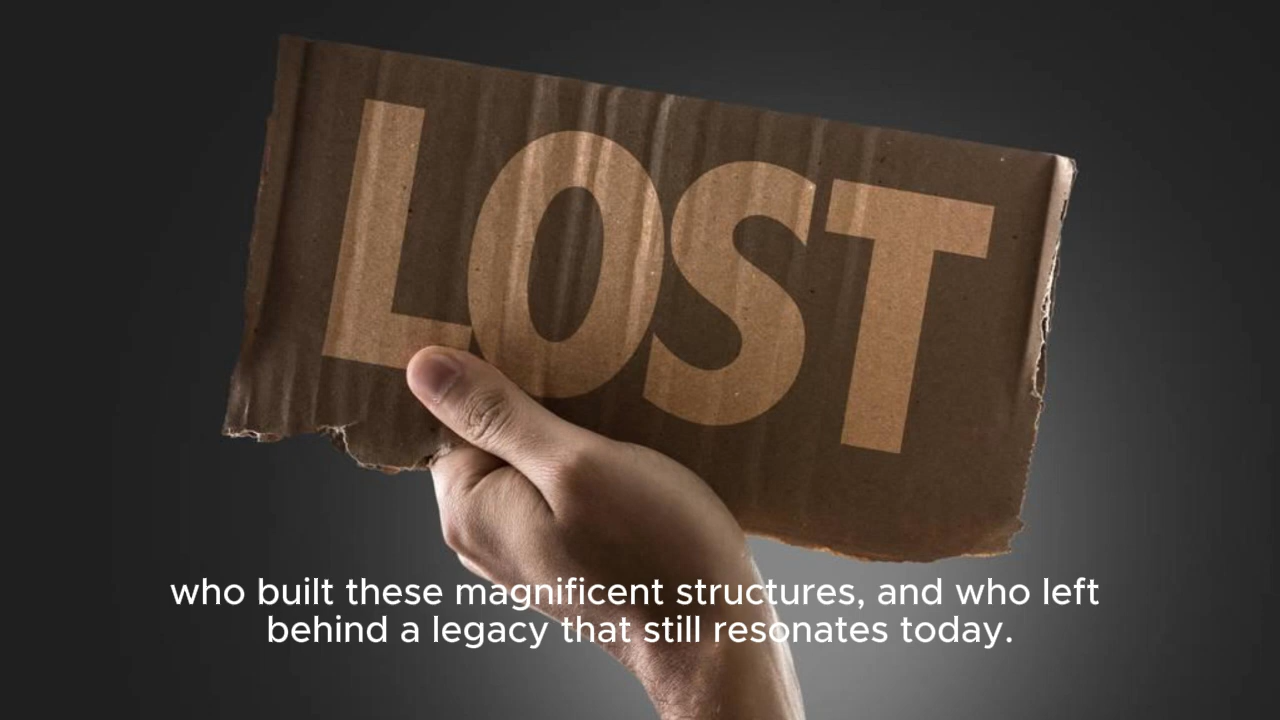 LOST
who built these magnificent structures, and who left
behind a legacy that still resonates today.